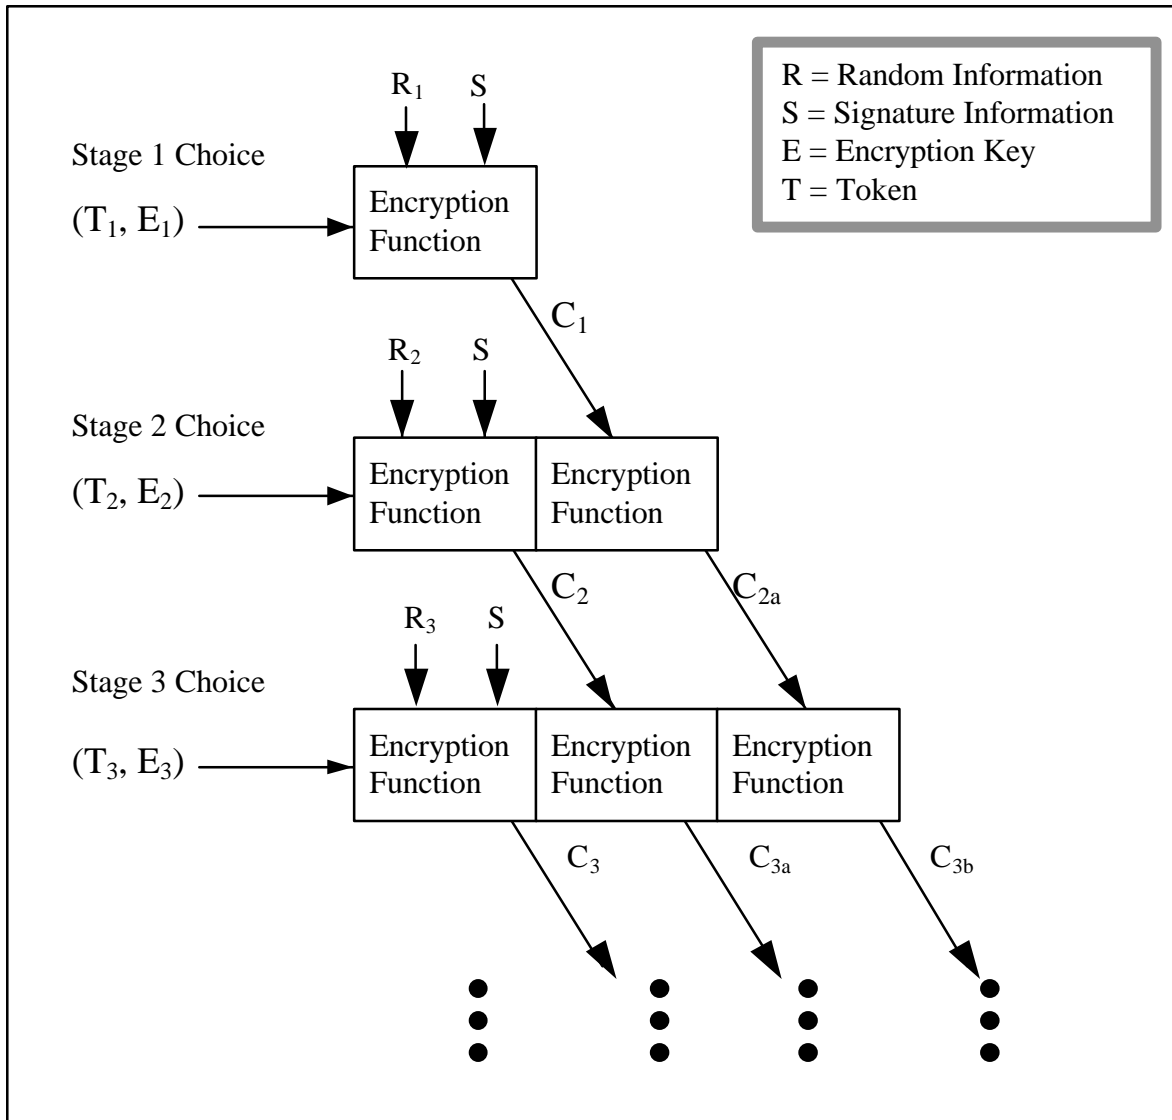 R = Random Information
S = Signature Information
E = Encryption Key
T = Token
R₁ S
Stage 1 Choice
(T₁, E₁)
Encryption
Function
C₁
R₂ S
Stage 2 Choice
(T₂, E₂)
Encryption
Function
Encryption
Function
C₂
C₂ₐ
R₃ S
Stage 3 Choice
(T₃, E₃)
Encryption
Function
Encryption
Function
Encryption
Function
C₃
C₃ₐ
C3b